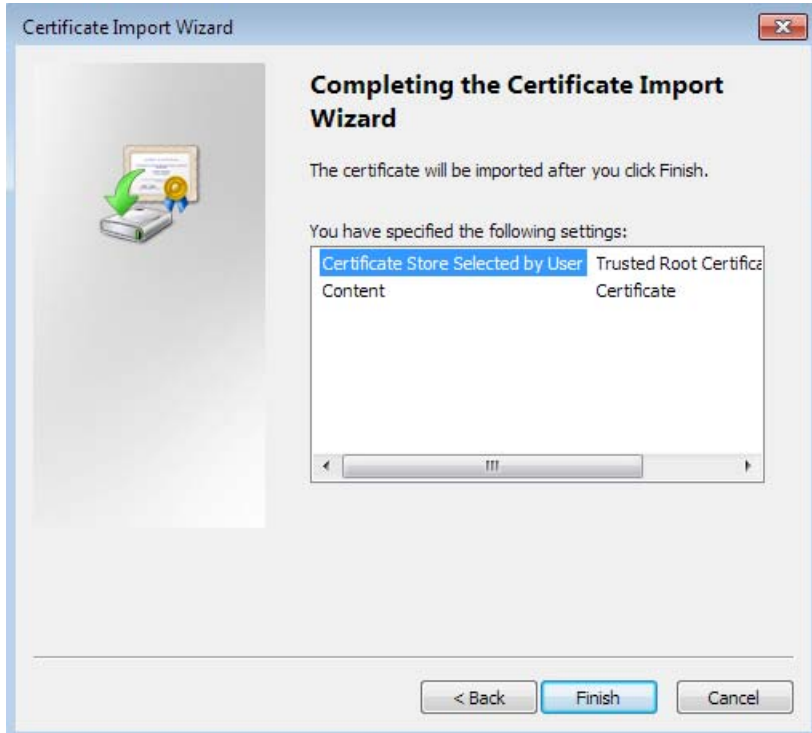 Certificate Import Wizard
Completing the Certificate Import
Wizard
The certificate will be imported after you click Finish.
You have specified the following settings:
Certificate Store Selected by User Trusted Root Certifica
Content Certificate
< Back Finish Cancel